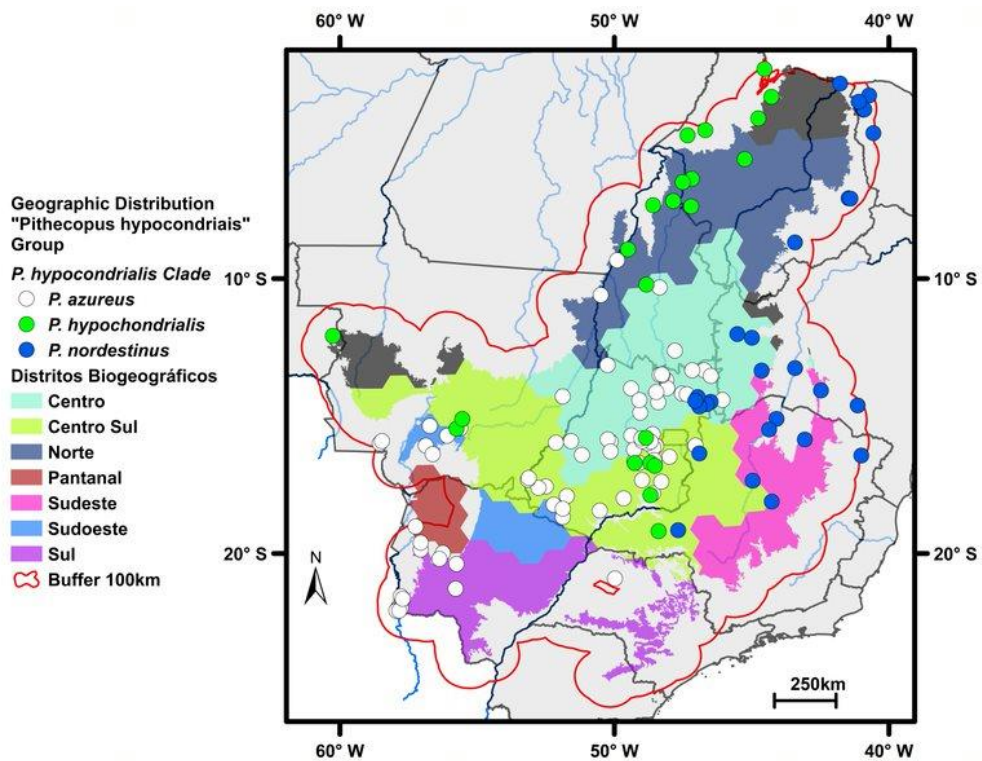 60° W
50° W
40° W
Geographic Distribution
"Pithecopus hypocondriais"
Group
P. hypocondrialis Clade
P. azureus
P. hypochondrialis
P. nordestinus
Distritos Biogeográficos
Centro
Centro Sul
Norte
Pantanal
Sudeste
Sudoeste
Sul
Buffer 100km
10° S
20° S
10° S
20° S
N
250km
60° W
50° W
40° W